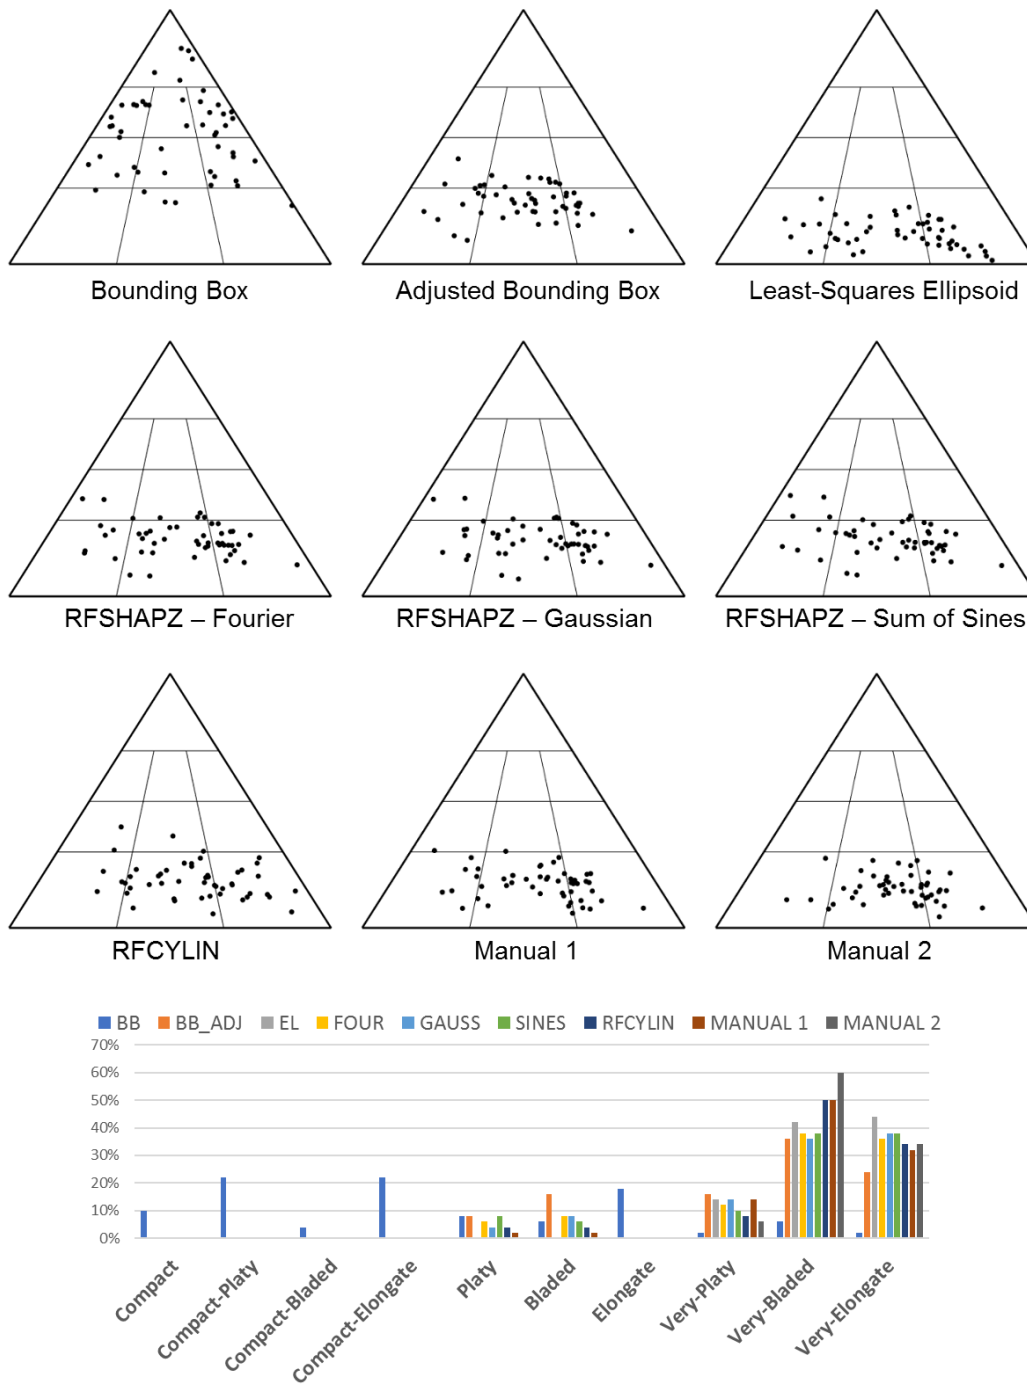 Bounding Box
Adjusted Bounding Box
Least-Squares Ellipsoid
RFSHAPZ – Fourier
RFSHAPZ – Gaussian
RFSHAPZ – Sum of Sines
RFCYLIN
Manual 1
Manual 2
BB BB_ADJ EL FOUR GAUSS SINES RFCYLIN MANUAL 1 MANUAL 2
70%
60%
50%
40%
30%
20%
10%
0%
Compact
Compact-Platy
Compact-Bladed
Compact-Elongate
Platy
Bladed
Elongate
Very-Platy
Very-Bladed
Very-Elongate